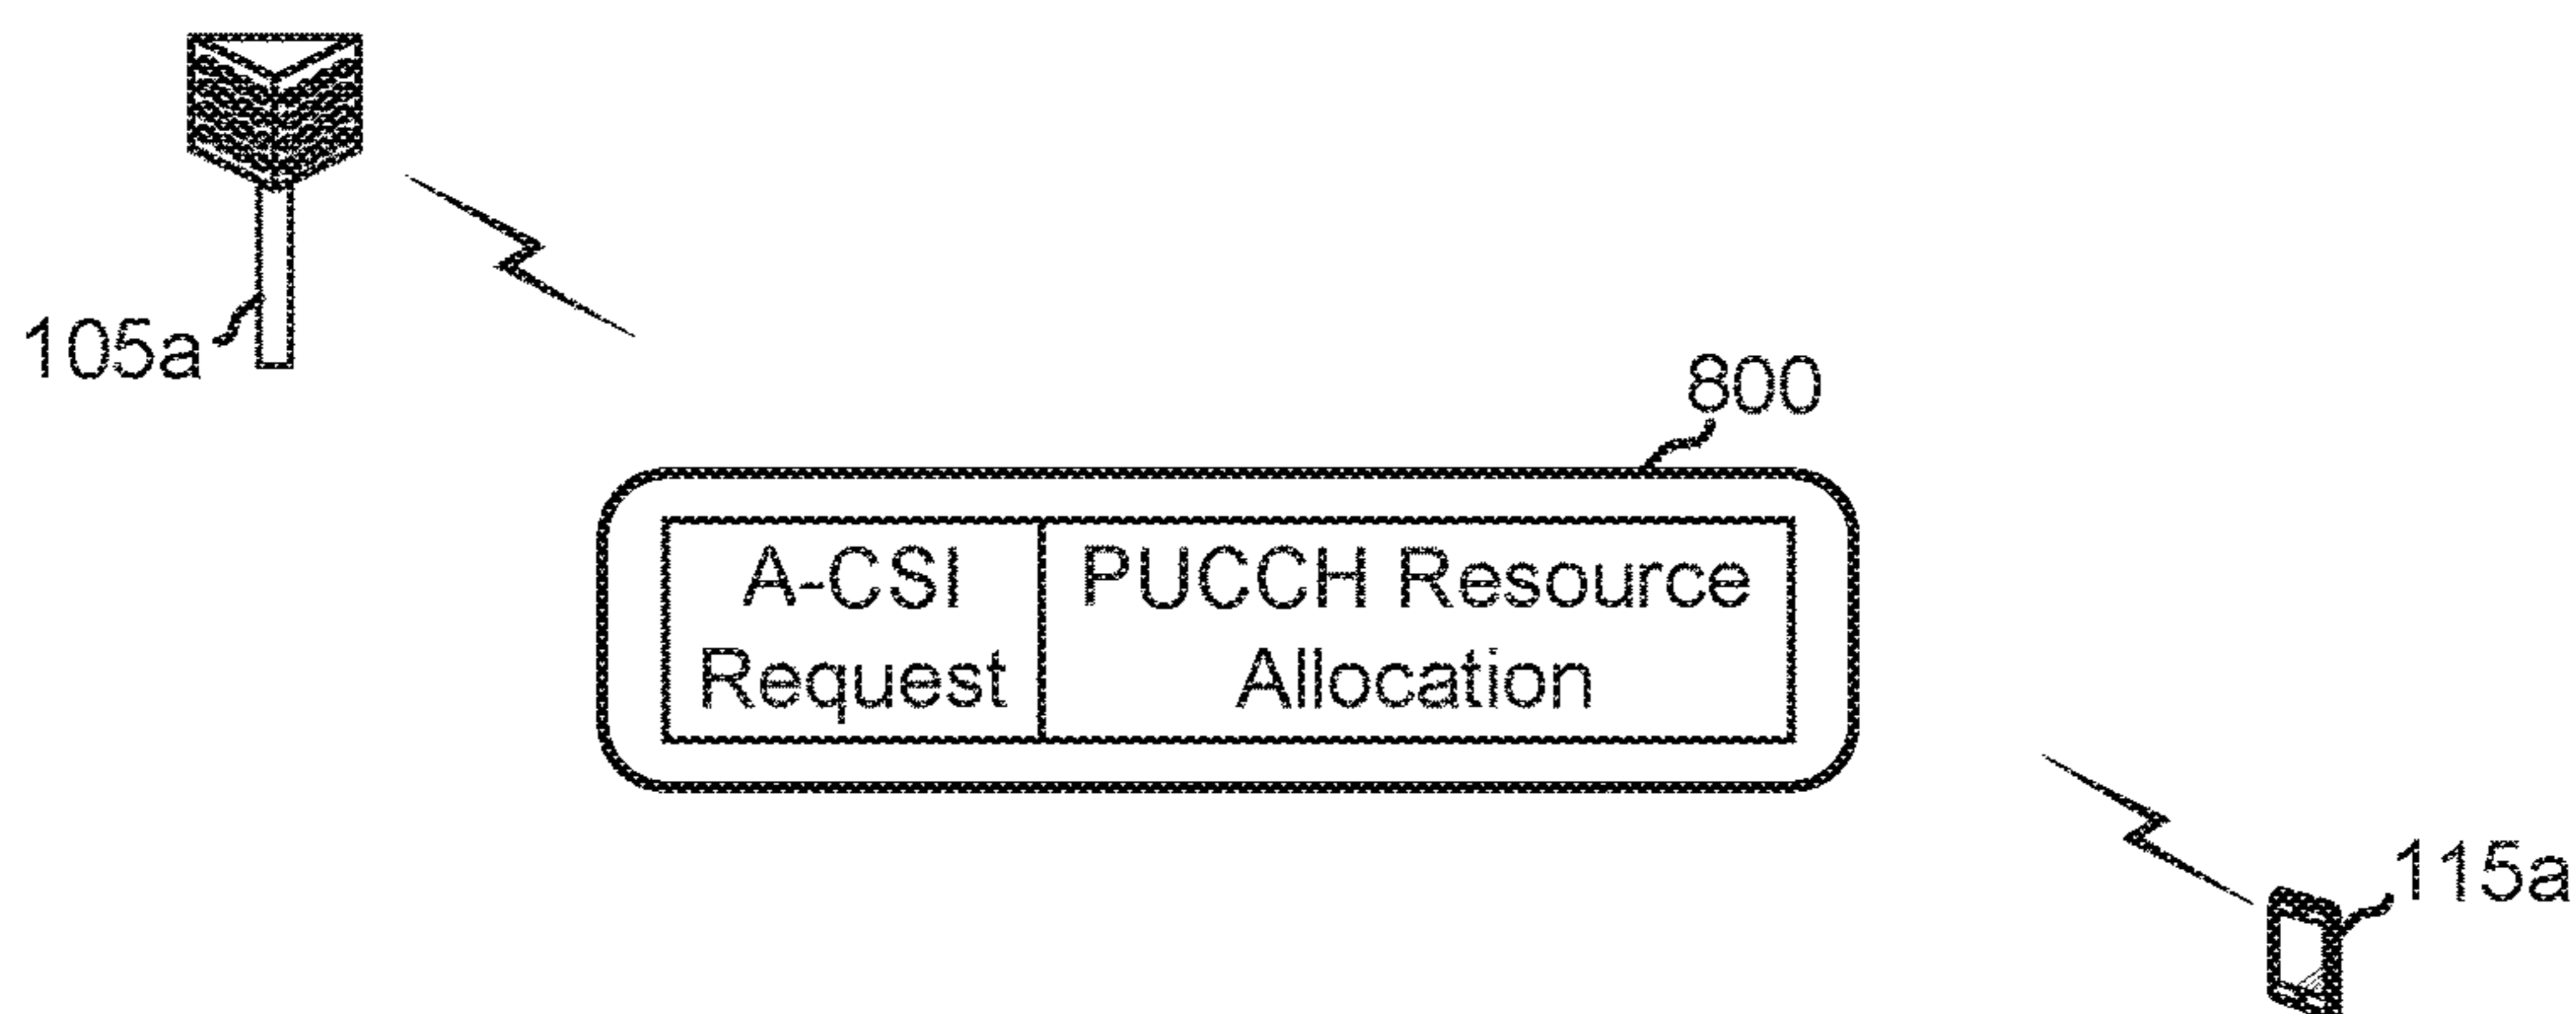 105a
800
A-CSI
Request
PUCCH Resource
Allocation
115a